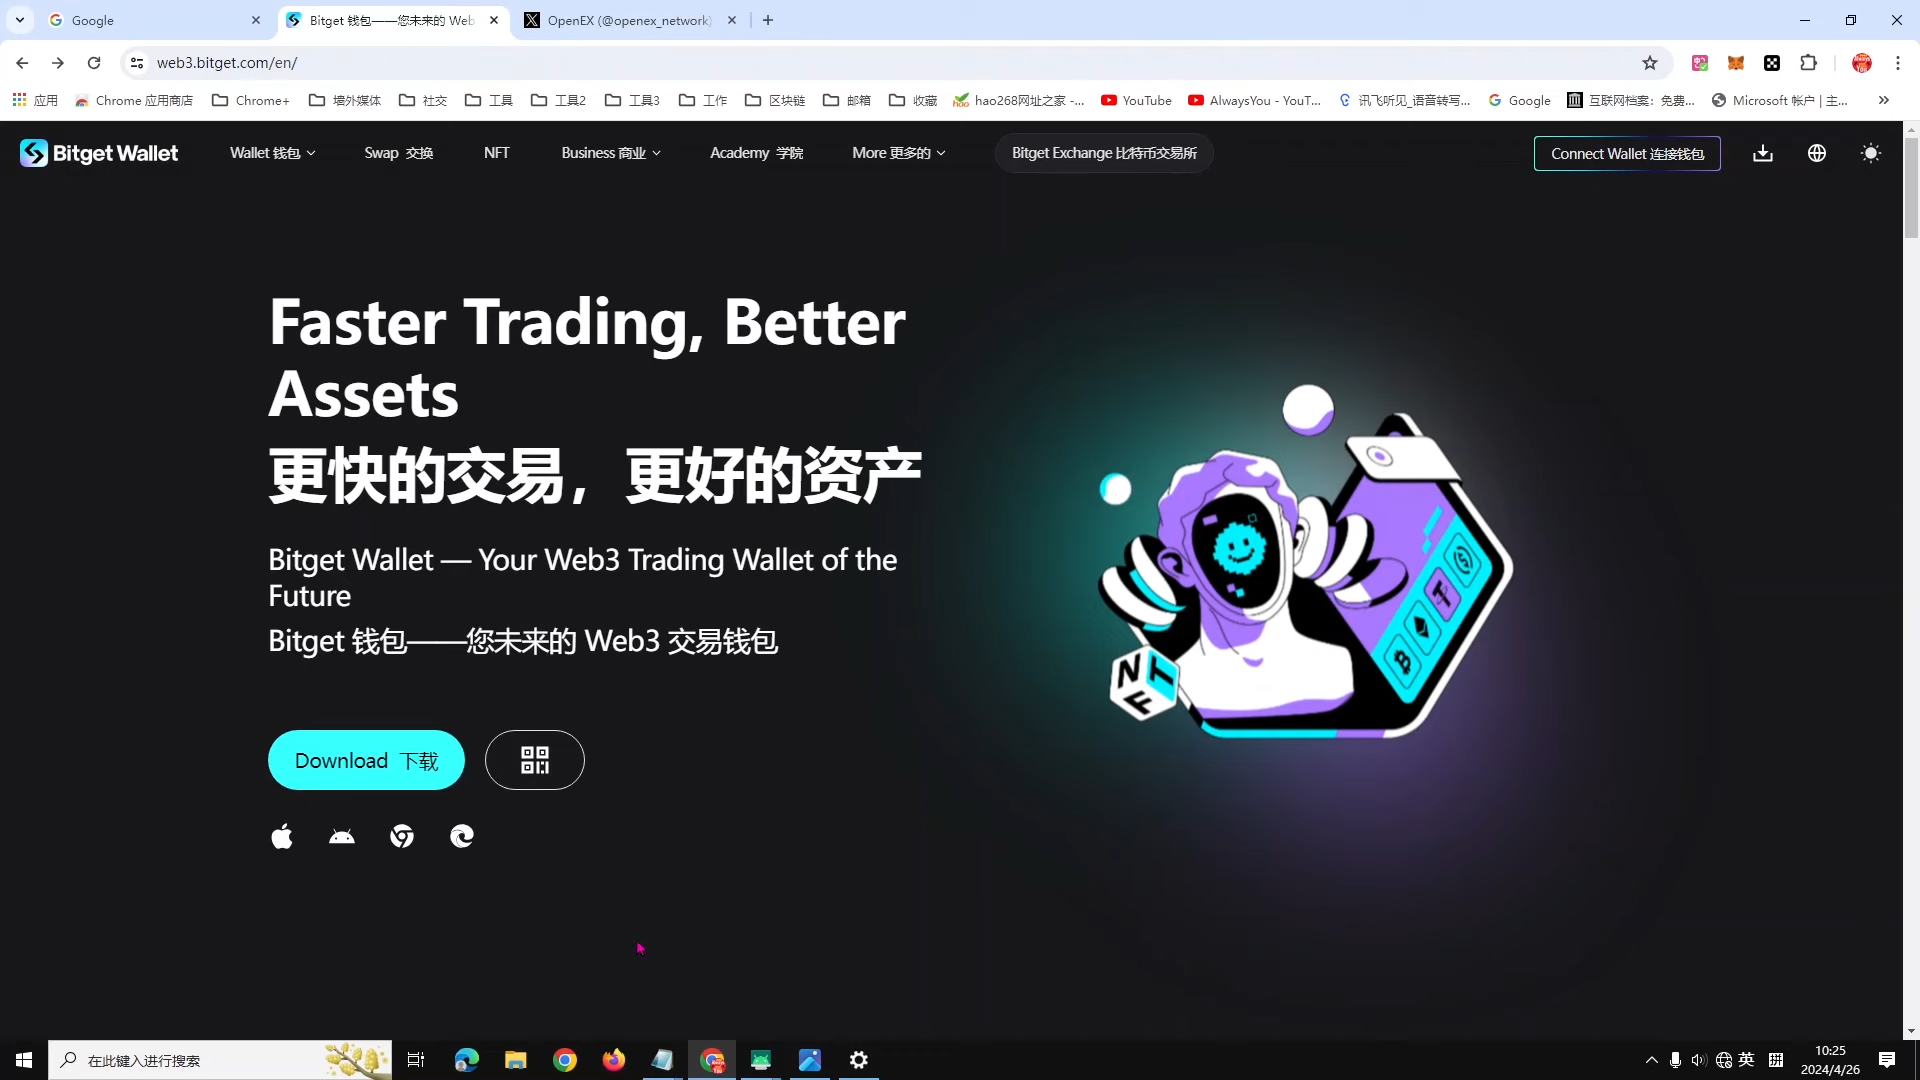 Google
Bitget 钱包——您未来的 Web
OpenEX (@openex_network)
web3.bitget.com/en/
应用
Chrome 应用商店
Chrome+
墙外媒体
社交
工具
工具2
工具3
工作
区块链
邮箱
收藏
hao268网址之家 -...
YouTube
AlwaysYou - YouT...
讯飞听见_语音转写...
Google
互联网档案：免费...
Microsoft 帐户 | 主...
Bitget Wallet
Wallet 钱包
Swap 交换
NFT
Business 商业
Academy 学院
More 更多的
Bitget Exchange 比特币交易所
Connect Wallet 连接钱包
Faster Trading, Better
Assets
更快的交易，更好的资产
Bitget Wallet — Your Web3 Trading Wallet of the
Future
Bitget 钱包——您未来的 Web3 交易钱包
N
F
T
Download 下载
在此键入进行搜索
英
拼
10:25
2024/4/26